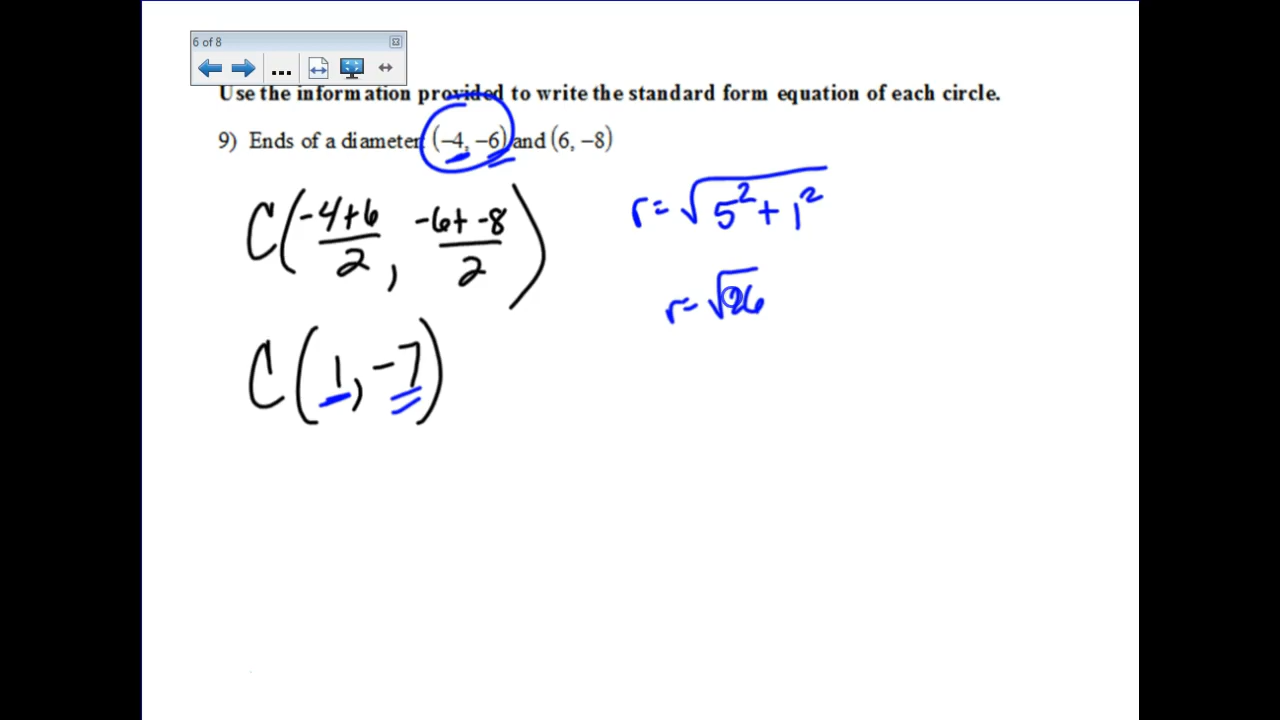 6 of 8
Use the information provided to write the standard form equation of each circle.
9) Ends of a diameter: (−4, −6) and (6, −8)
C(-4+6/2, -6+-8/2)
r=√5²+1²
r=√26
C(1,-7)